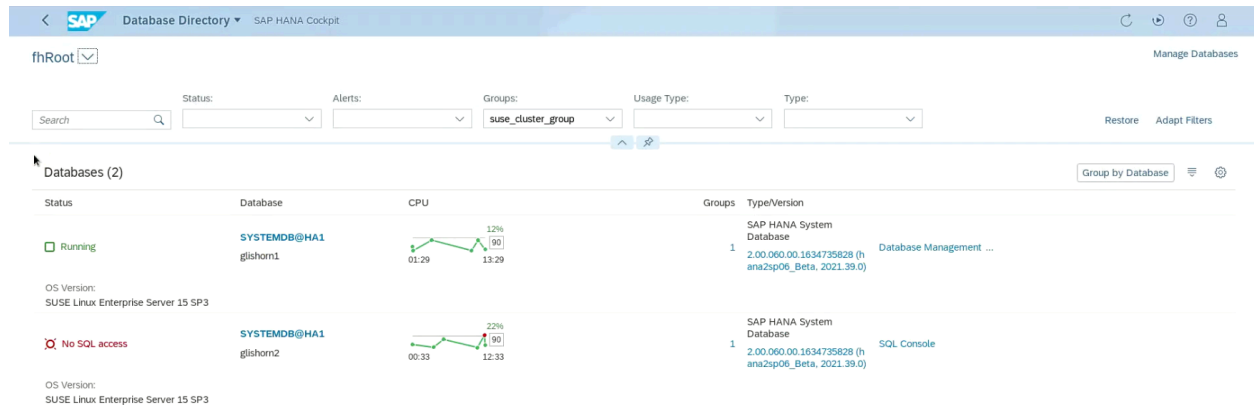 SAP Database Directory SAP HANA Cockpit
fhRoot
Manage Databases
Status: Alerts: Groups: Usage Type: Type:
Search suse_cluster_group Restore Adapt Filters
Databases (2)
Group by Database
Status Database CPU Groups Type/Version
Running
SYSTEMDB@HA1
glishorn1
12%
90
01:29 13:29
1
SAP HANA System
Database
2.00.060.00.1634735828 (h
ana2sp06_Beta, 2021.39.0)
Database Management ...
OS Version:
SUSE Linux Enterprise Server 15 SP3
No SQL access
SYSTEMDB@HA1
glishorn2
22%
90
00:33 12:33
1
SAP HANA System
Database
2.00.060.00.1634735828 (h
ana2sp06_Beta, 2021.39.0)
SQL Console
OS Version:
SUSE Linux Enterprise Server 15 SP3